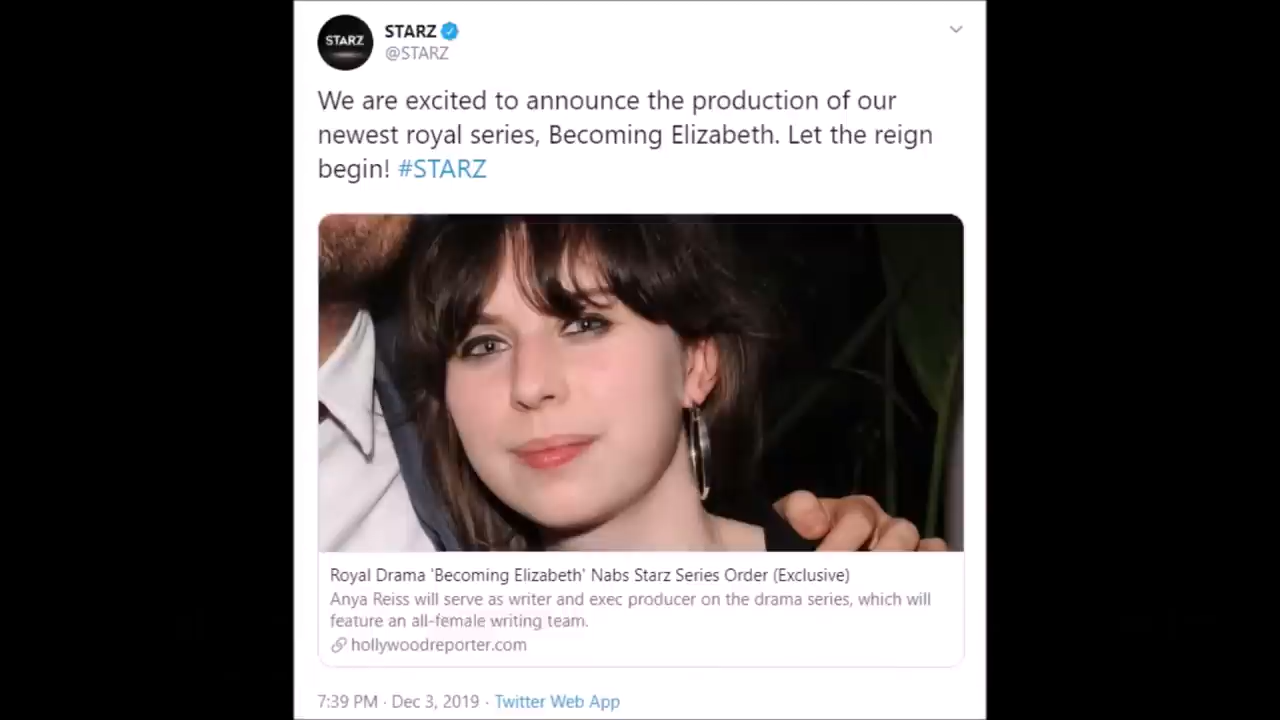 STARZ
STARZ
@STARZ
We are excited to announce the production of our
newest royal series, Becoming Elizabeth. Let the reign
begin! #STARZ
Royal Drama 'Becoming Elizabeth' Nabs Starz Series Order (Exclusive)
Anya Reiss will serve as writer and exec producer on the drama series, which will
feature an all-female writing team.
hollywoodreporter.com
7:39 PM · Dec 3, 2019 · Twitter Web App